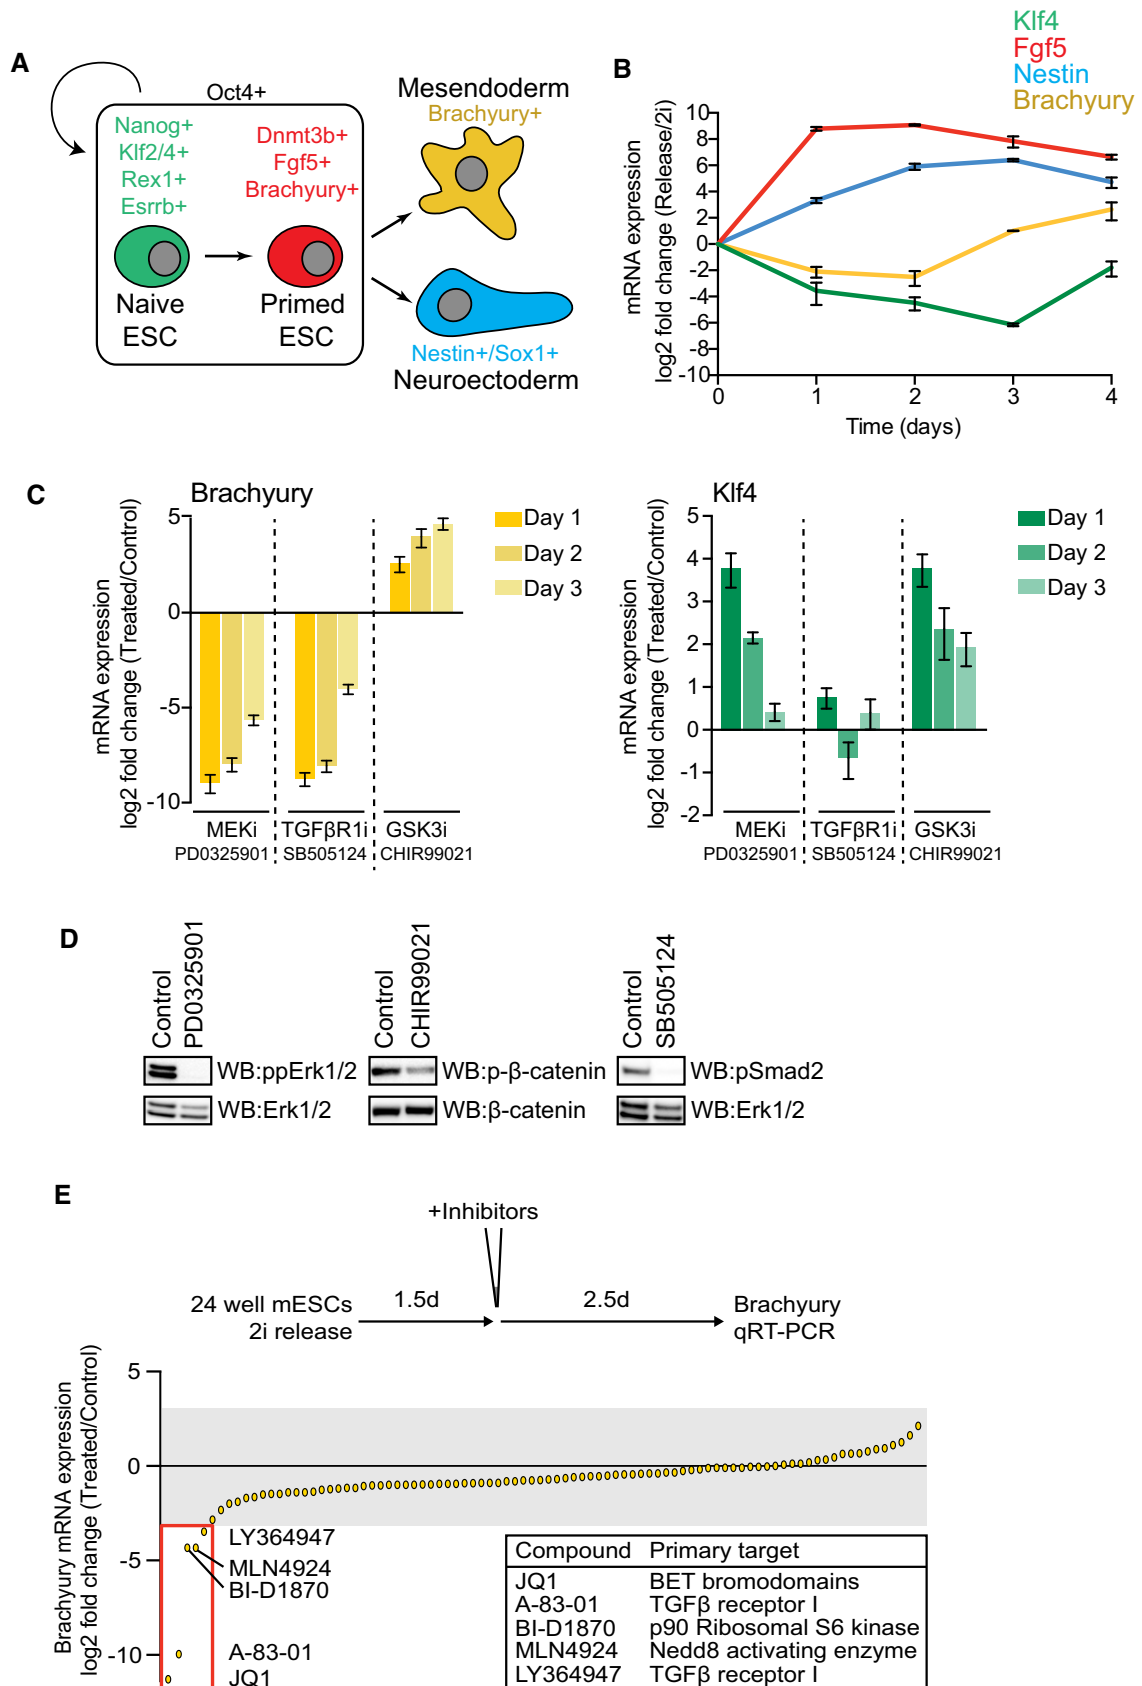 A
Oct4+
Nanog+
Klf2/4+
Rex1+
Esrrb+
Dnmt3b+
Fgf5+
Brachyury+
Naive
ESC
Primed
ESC
Mesendoderm
Brachyury+
Nestin+/Sox1+
Neuroectoderm
B
Klf4
Fgf5
Nestin
Brachyury
mRNA expression
log2 fold change (Release/2i)
10
8
6
4
2
0
-2
-4
-6
-8
-10
0
1
2
3
4
Time (days)
C
Brachyury
mRNA expression
log2 fold change (Treated/Control)
5
0
-5
-10
Day 1
Day 2
Day 3
MEKi
PD0325901
TGFβR1i
SB505124
GSK3i
CHIR99021
Klf4
mRNA expression
log2 fold change (Treated/Control)
5
4
3
2
1
0
-1
-2
Day 1
Day 2
Day 3
MEKi
PD0325901
TGFβR1i
SB505124
GSK3i
CHIR99021
D
Control
PD0325901
WB:ppErk1/2
WB:Erk1/2
Control
CHIR99021
WB:p-β-catenin
WB:β-catenin
Control
SB505124
WB:pSmad2
WB:Erk1/2
E
+Inhibitors
24 well mESCs
2i release
1.5d
2.5d
Brachyury
qRT-PCR
Brachyury mRNA expression
log2 fold change (Treated/Control)
5
0
-5
-10
LY364947
MLN4924
BI-D1870
A-83-01
JQ1
Compound Primary target
JQ1 BET bromodomains
A-83-01 TGFβ receptor I
BI-D1870 p90 Ribosomal S6 kinase
MLN4924 Nedd8 activating enzyme
LY364947 TGFβ receptor I